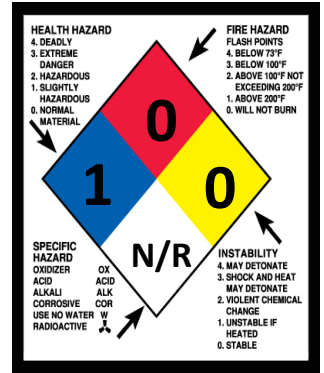 HEALTH HAZARD
4. DEADLY
3. EXTREME
DANGER
2. HAZARDOUS
1. SLIGHTLY
HAZARDOUS
0. NORMAL
MATERIAL
FIRE HAZARD
FLASH POINTS
4. BELOW 73°F
3. BELOW 100°F
2. ABOVE 100°F NOT
EXCEEDING 200°F
1. ABOVE 200°F
0. WILL NOT BURN
0
1
0
N/R
SPECIFIC
HAZARD
OXIDIZER OX
ACID ACID
ALKALI ALK
CORROSIVE COR
USE NO WATER W
RADIOACTIVE
INSTABILITY
4. MAY DETONATE
3. SHOCK AND HEAT
MAY DETONATE
2. VIOLENT CHEMICAL
CHANGE
1. UNSTABLE IF
HEATED
0. STABLE